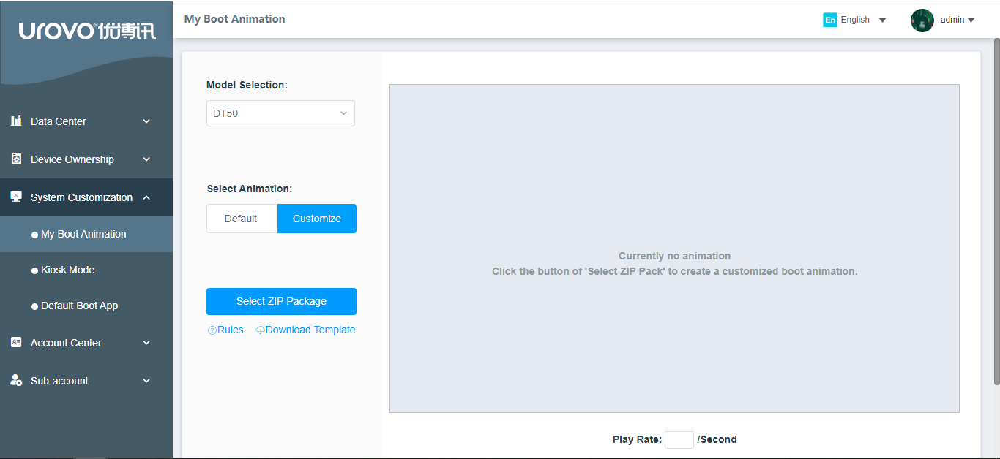 urovo®优博讯
My Boot Animation
En English
admin
Data Center
Device Ownership
System Customization
My Boot Animation
Kiosk Mode
Default Boot App
Account Center
Sub-account
Model Selection:
DT50
Select Animation:
Default Customize
Select ZIP Package
Rules Download Template
Currently no animation
Click the button of 'Select ZIP Pack' to create a customized boot animation.
Play Rate: /Second